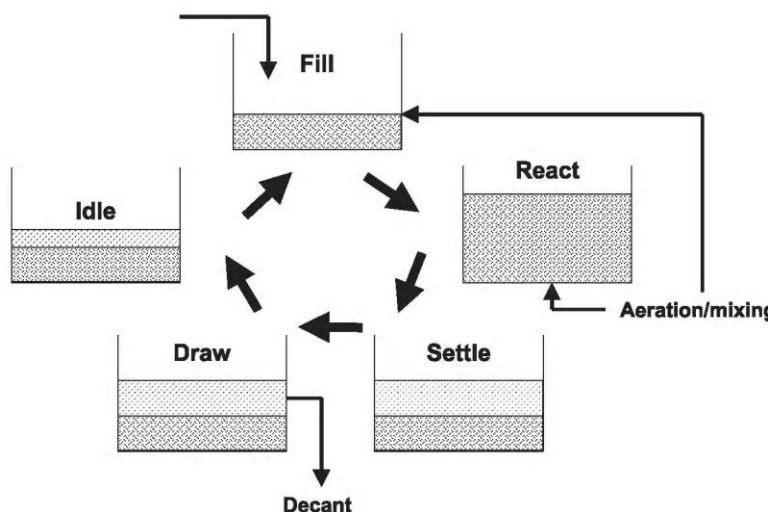 Fill
React
Idle
Aeration/mixing
Draw
Settle
Decant